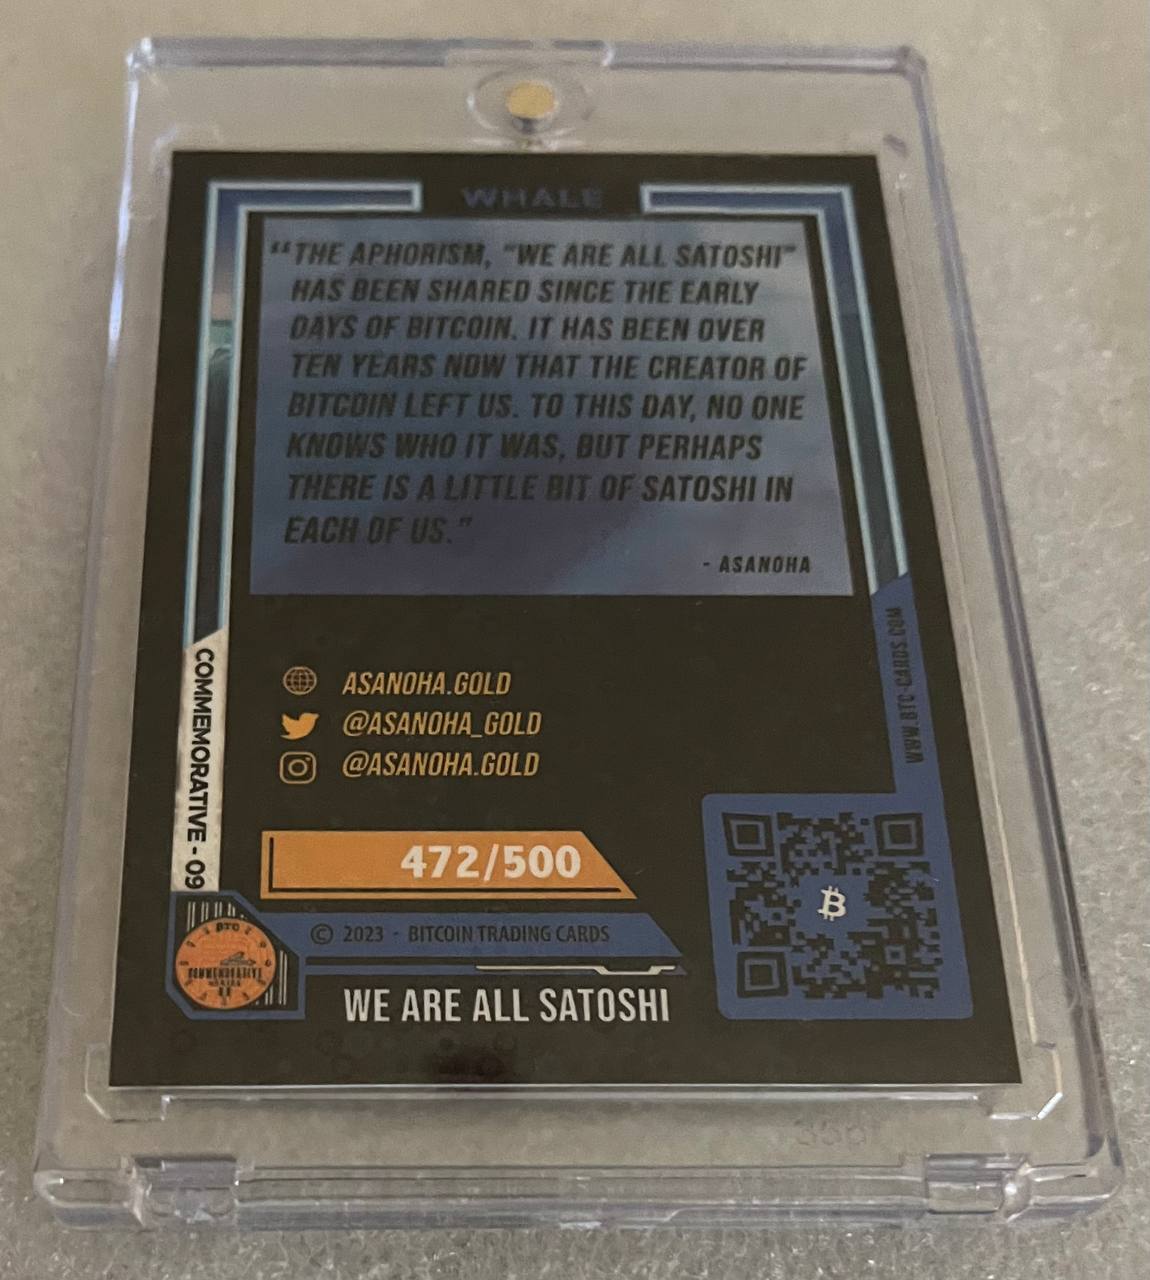 WHALE
“THE APHORISM, "WE ARE ALL SATOSHI"
HAS BEEN SHARED SINCE THE EARLY
DAYS OF BITCOIN. IT HAS BEEN OVER
TEN YEARS NOW THAT THE CREATOR OF
BITCOIN LEFT US. TO THIS DAY, NO ONE
KNOWS WHO IT WAS, BUT PERHAPS
THERE IS A LITTLE BIT OF SATOSHI IN
EACH OF US.”
- ASANOHA
WWW.BTC-CARDS.COM
COMMEMORATIVE - 09
ASANOHA.GOLD
@ASANOHA_GOLD
@ASANOHA.GOLD
472/500
© 2023 - BITCOIN TRADING CARDS
BTC
COMMEMORATIVE
WE ARE ALL SATOSHI